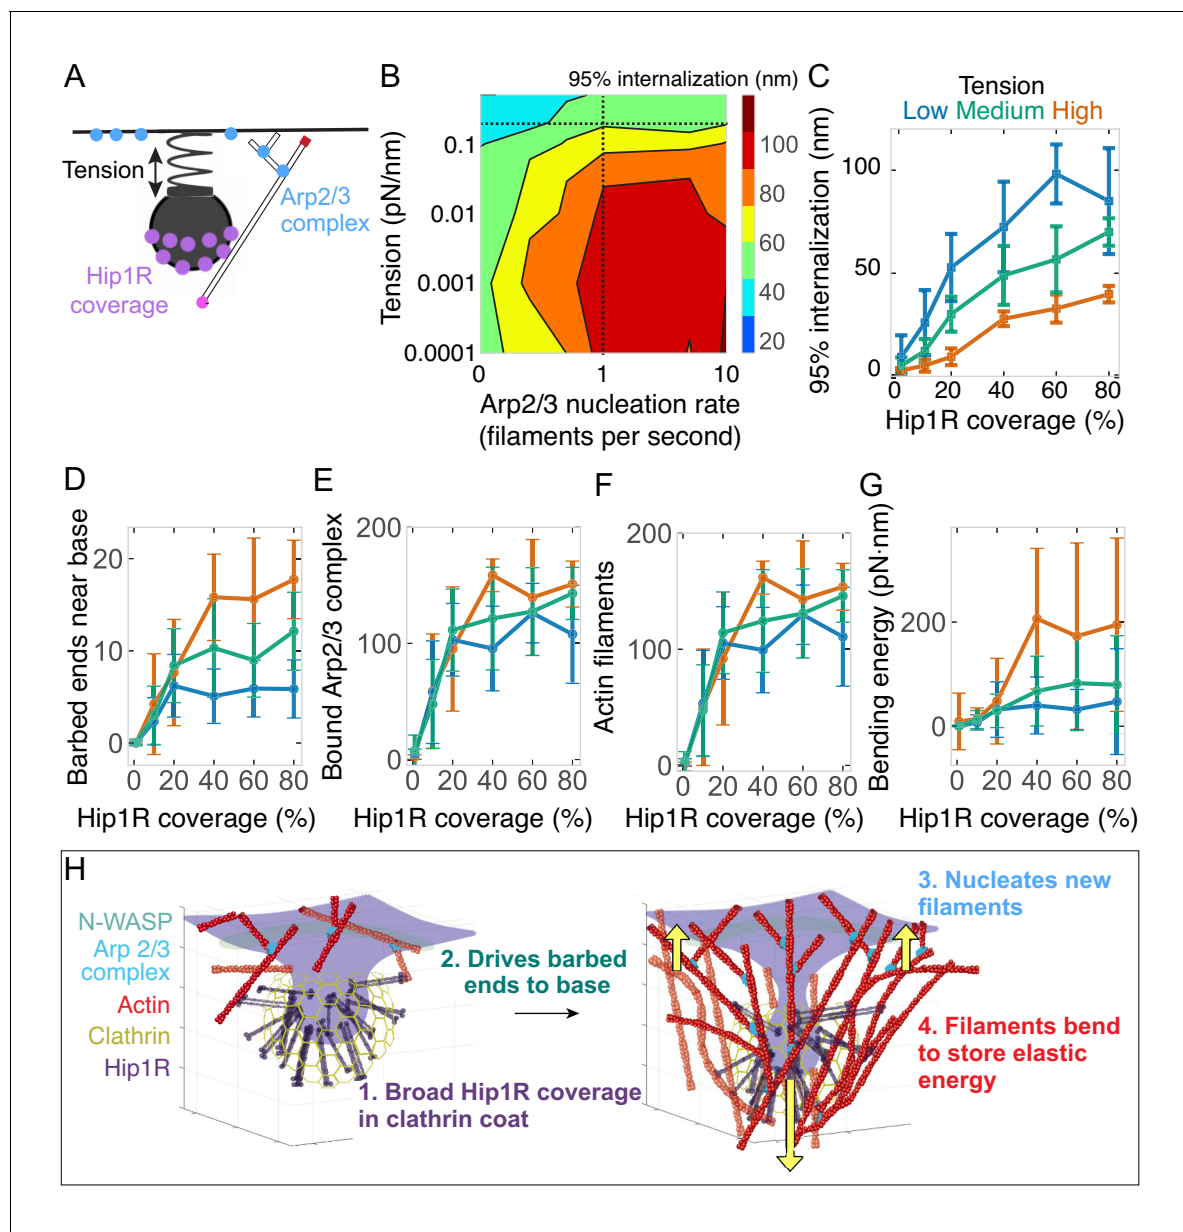 A
Tension
Arp2/3
complex
Hip1R
coverage
B
95% internalization (nm)
Tension (pN/nm)
0.1
0.01
0.001
0.0001
0
1
10
Arp2/3 nucleation rate
(filaments per second)
100
80
60
40
20
C
Tension
Low Medium High
95% internalization (nm)
100
50
0
0
20
40
60
80
Hip1R coverage (%)
D
Barbed ends near base
20
10
0
0 20 40 60 80
Hip1R coverage (%)
E
Bound Arp2/3 complex
200
100
0
0 20 40 60 80
Hip1R coverage (%)
F
Actin filaments
200
100
0
0 20 40 60 80
Hip1R coverage (%)
G
Bending energy (pN·nm)
200
0
0 20 40 60 80
Hip1R coverage (%)
H
N-WASP
Arp 2/3
complex
Actin
Clathrin
Hip1R
1. Broad Hip1R coverage
in clathrin coat
2. Drives barbed
ends to base
3. Nucleates new
filaments
4. Filaments bend
to store elastic
energy